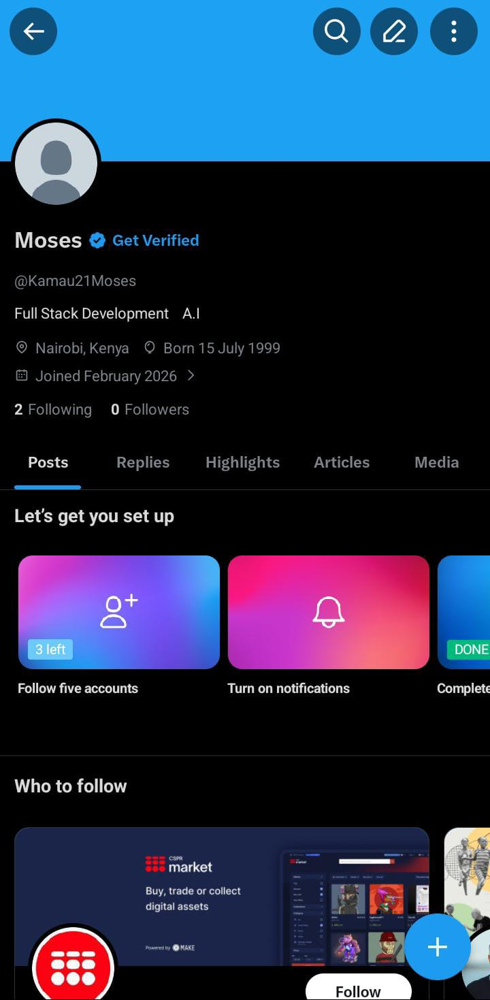 Moses Get Verified
@Kamau21Moses
Full Stack Development A.I
Nairobi, Kenya Born 15 July 1999
Joined February 2026
2 Following 0 Followers
Posts Replies Highlights Articles Media
Let’s get you set up
3 left
DONE
Follow five accounts Turn on notifications Complete
Who to follow
CSPR
market
Buy, trade or collect
digital assets
Powered by MAKE
Follow